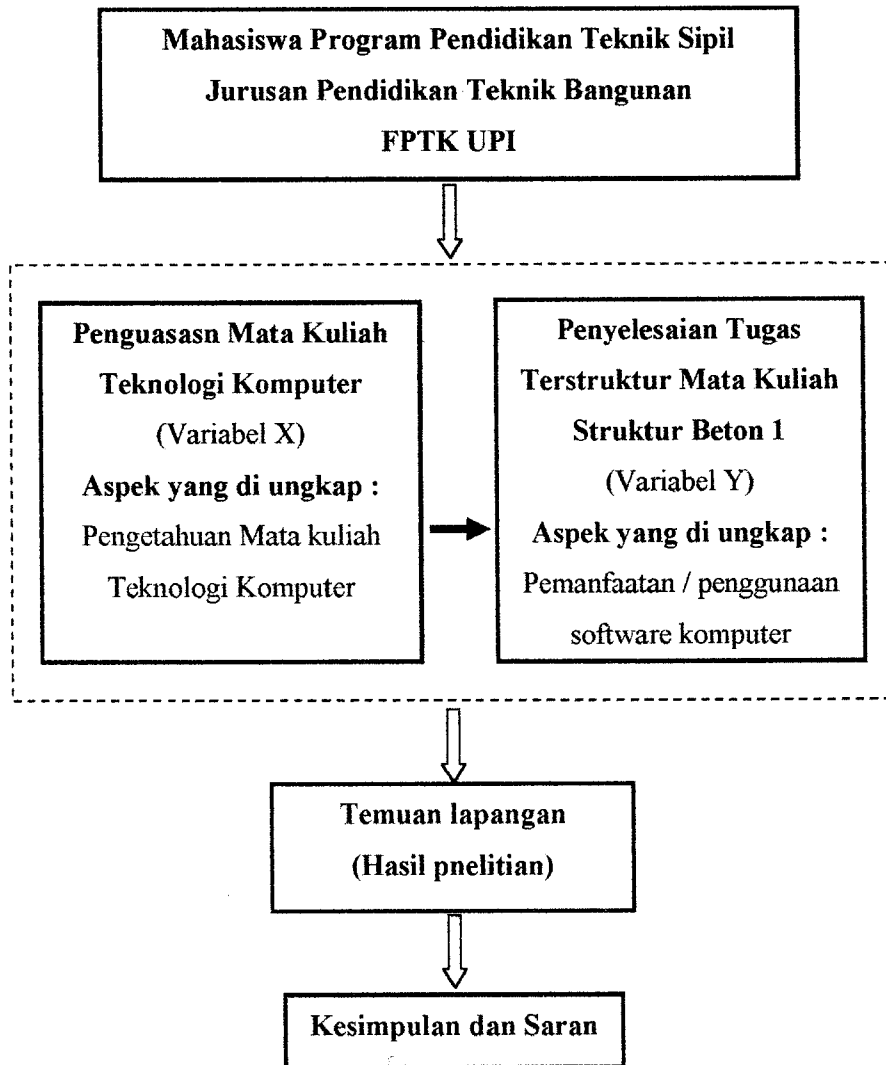 Mahasiswa Program Pendidikan Teknik Sipil
Jurusan Pendidikan Teknik Bangunan
FPTK UPI
Penguasasn Mata Kuliah
Teknologi Komputer
(Variabel X)
Aspek yang di ungkap :
Pengetahuan Mata kuliah
Teknologi Komputer
Penyelesaian Tugas
Terstruktur Mata Kuliah
Struktur Beton 1
(Variabel Y)
Aspek yang di ungkap :
Pemanfaatan / penggunaan
software komputer
Temuan lapangan
(Hasil pnelitian)
Kesimpulan dan Saran